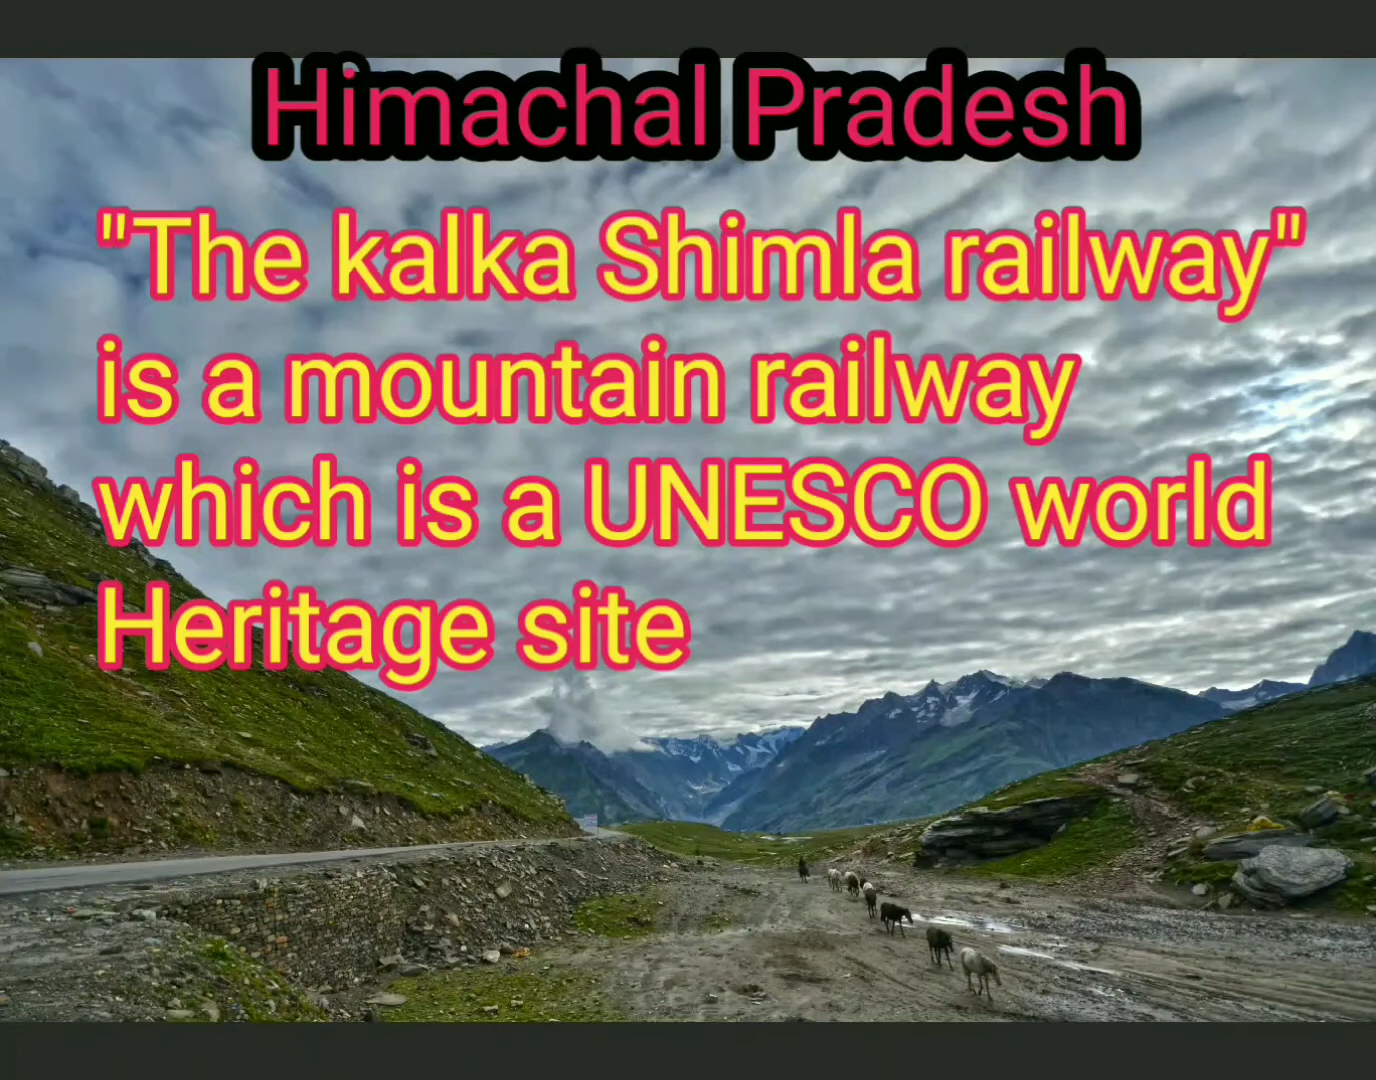 Himachal Pradesh
"The kalka Shimla railway"
is a mountain railway
which is a UNESCO world
Heritage site